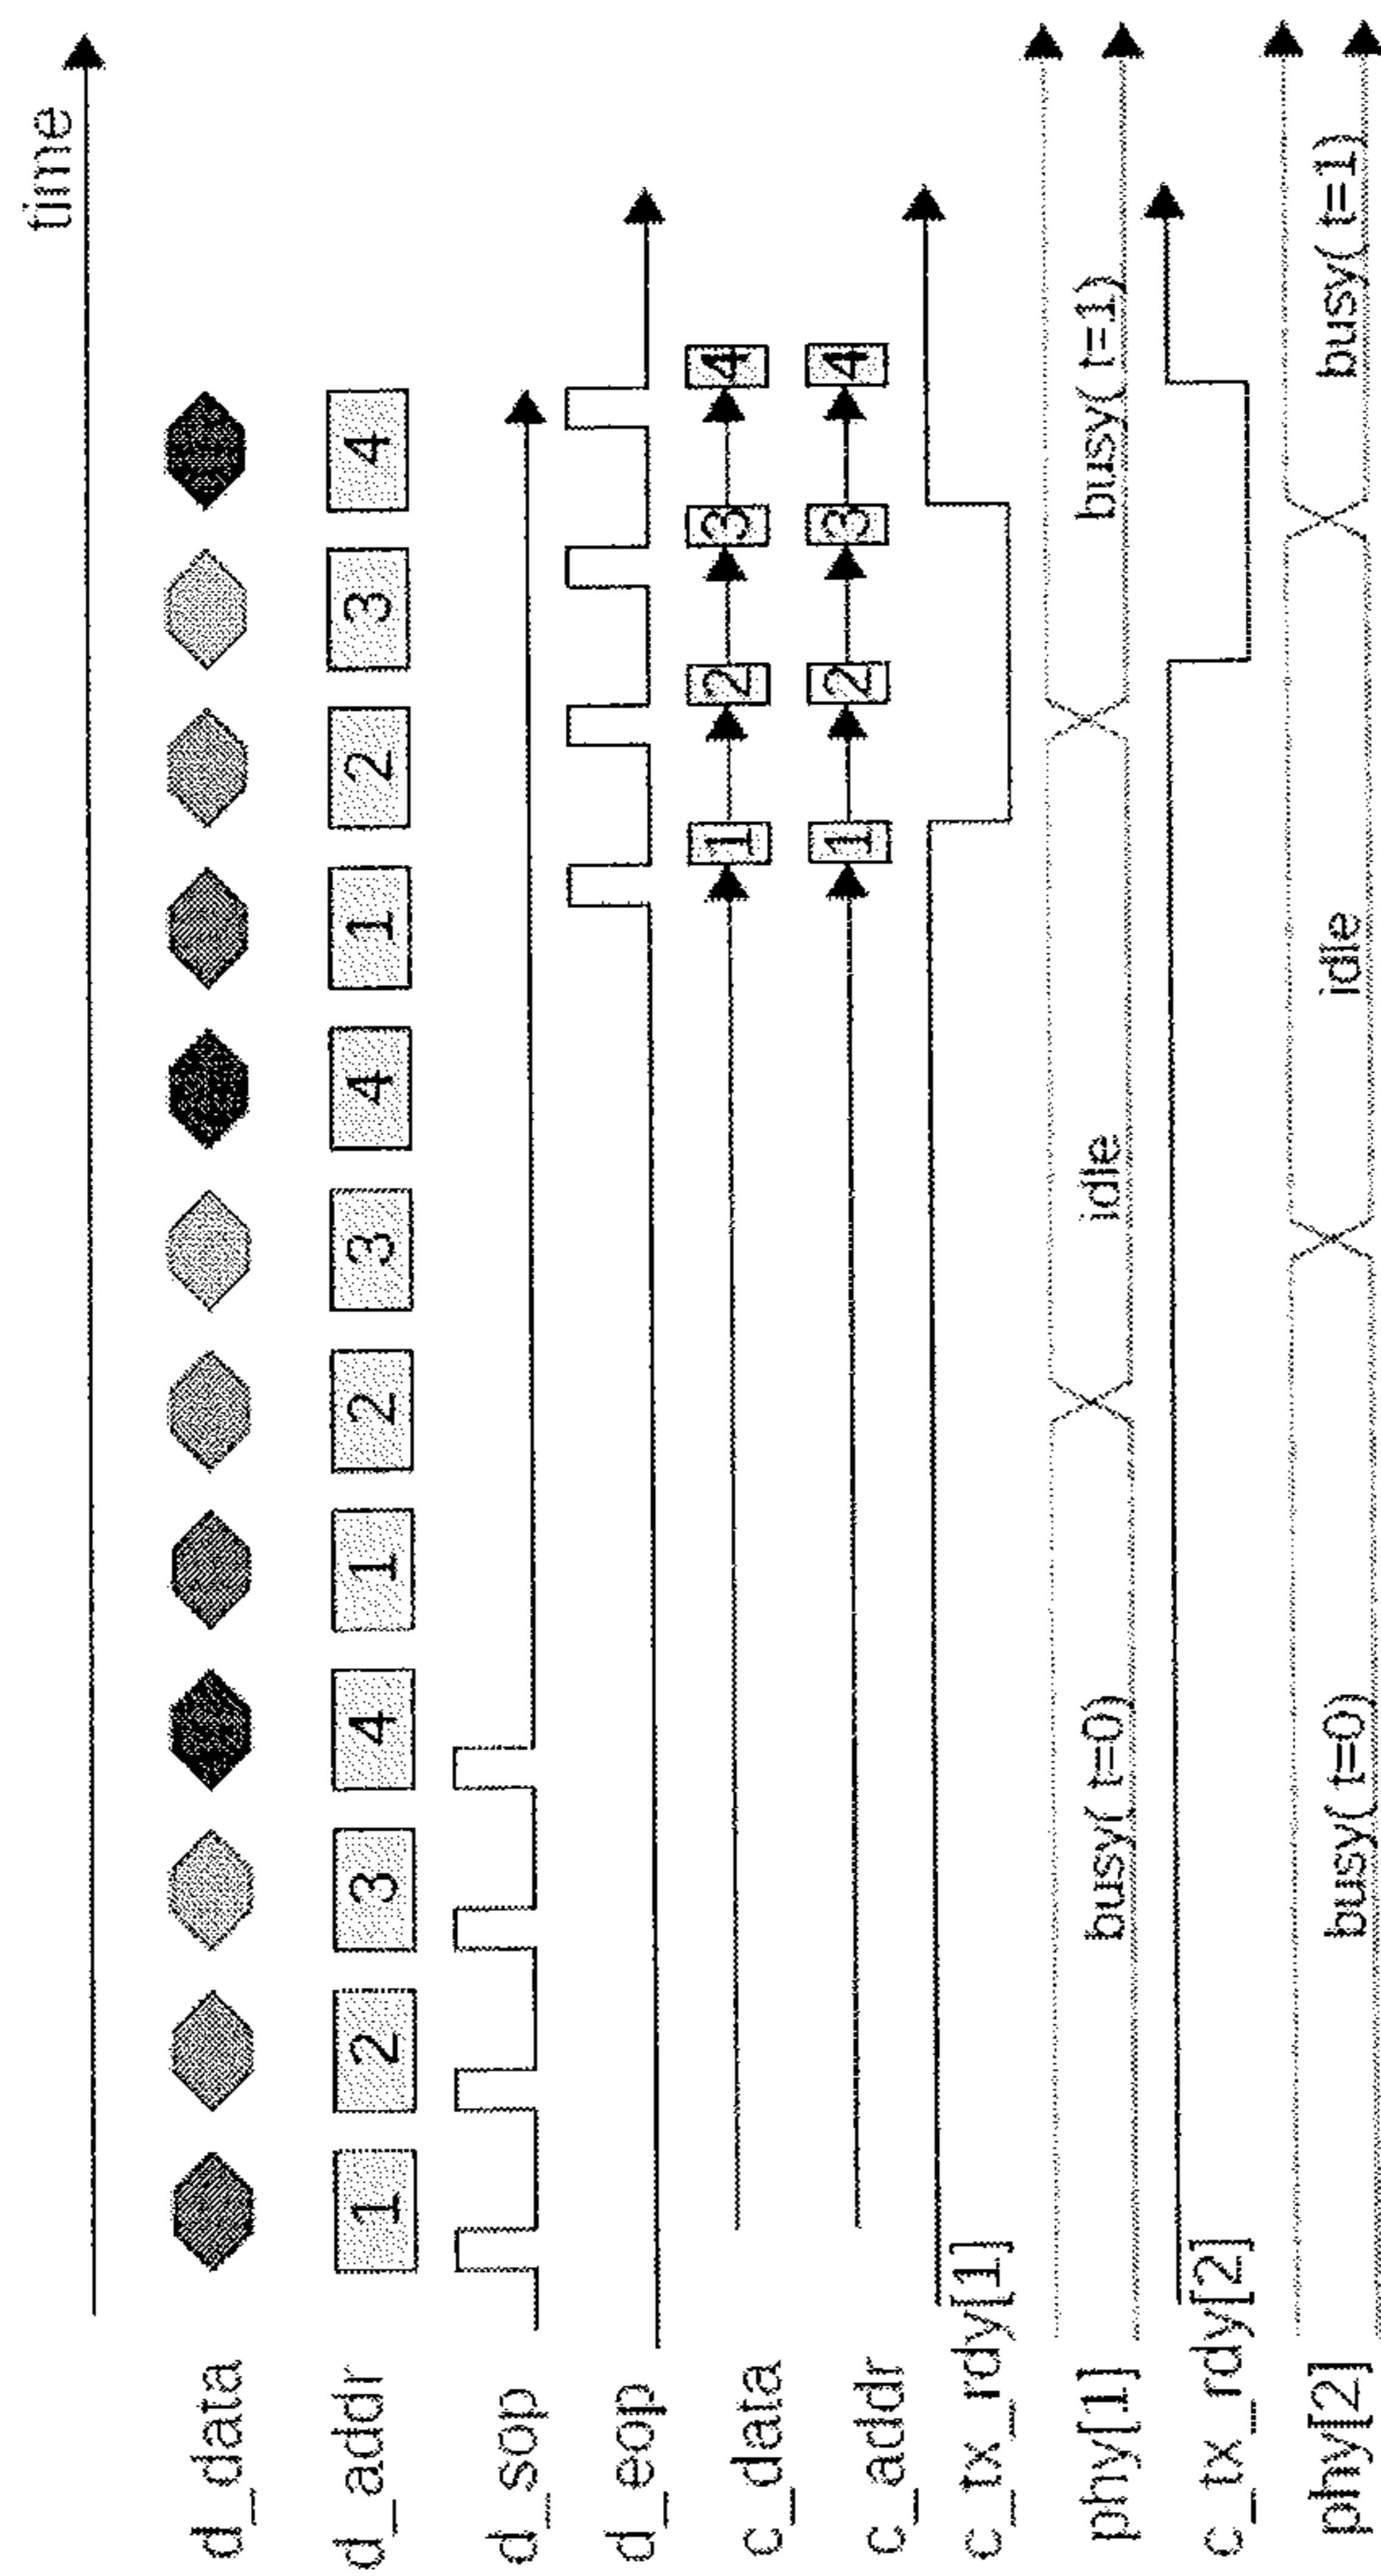 time
d_data
d_addr 1 2 3 4 1 2 3 4 1 2 3 4
d_sop
d_eop
c_data 1 2 3 4
c_addr 1 2 3 4
c_tx_rdy[1]
phy[1] busy( t=0) idle busy( t=1)
c_tx_rdy[2]
phy[2] busy( t=0) idle busy( t=1)